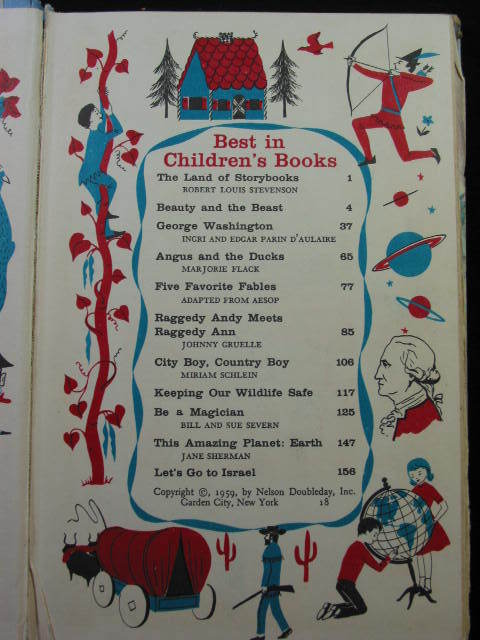 Best in
Children's Books
The Land of Storybooks 1
ROBERT LOUIS STEVENSON
Beauty and the Beast 4
George Washington 37
INGRI AND EDGAR PARIN D'AULAIRE
Angus and the Ducks 65
MARJORIE FLACK
Five Favorite Fables 77
ADAPTED FROM AESOP
Raggedy Andy Meets
Raggedy Ann 85
JOHNNY GRUELLE
City Boy, Country Boy 106
MIRIAM SCHLEIN
Keeping Our Wildlife Safe 117
Be a Magician 125
BILL AND SUE SEVERN
This Amazing Planet: Earth 147
JANE SHERMAN
Let's Go to Israel 156
Copyright ©, 1959, by Nelson Doubleday, Inc.
Garden City, New York 18